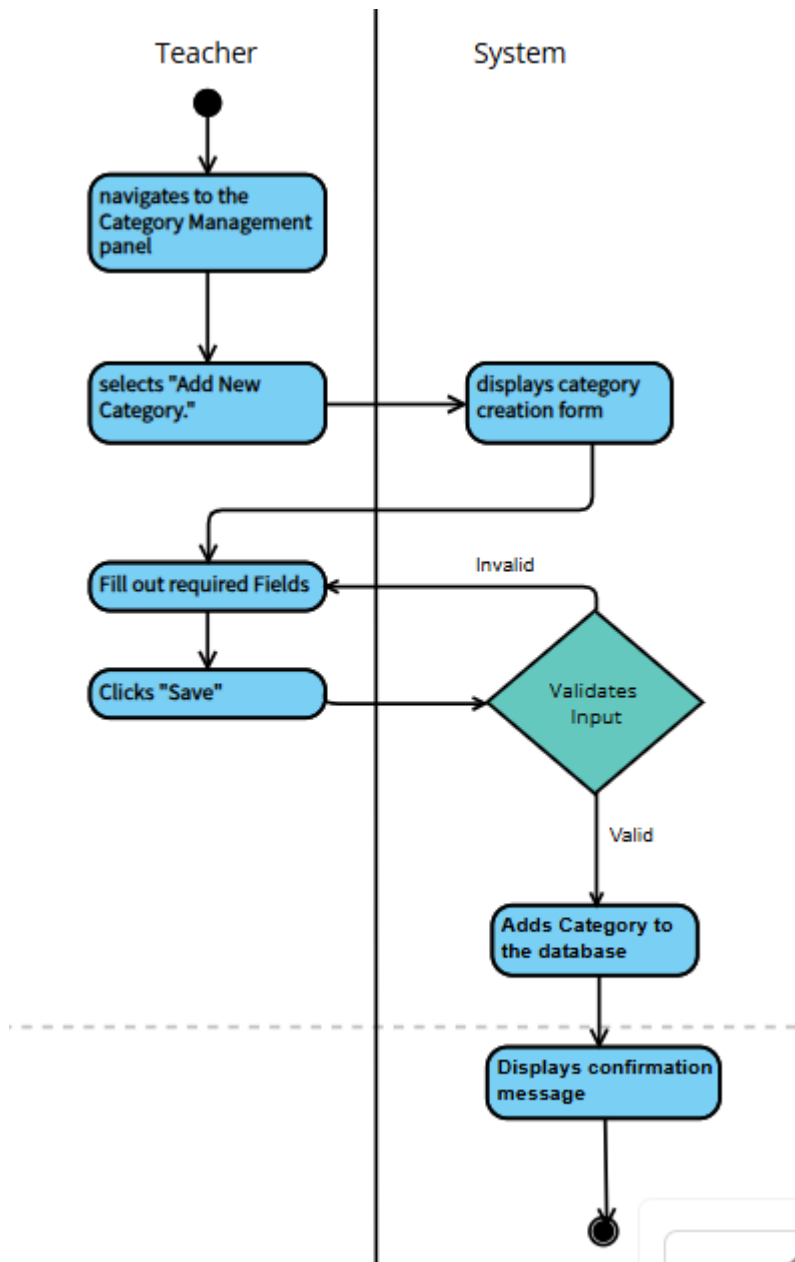 Teacher
System
navigates to the
Category Management
panel
selects "Add New
Category."
displays category
creation form
Fill out required Fields
Invalid
Clicks "Save"
Validates
Input
Valid
Adds Category to
the database
Displays confirmation
message